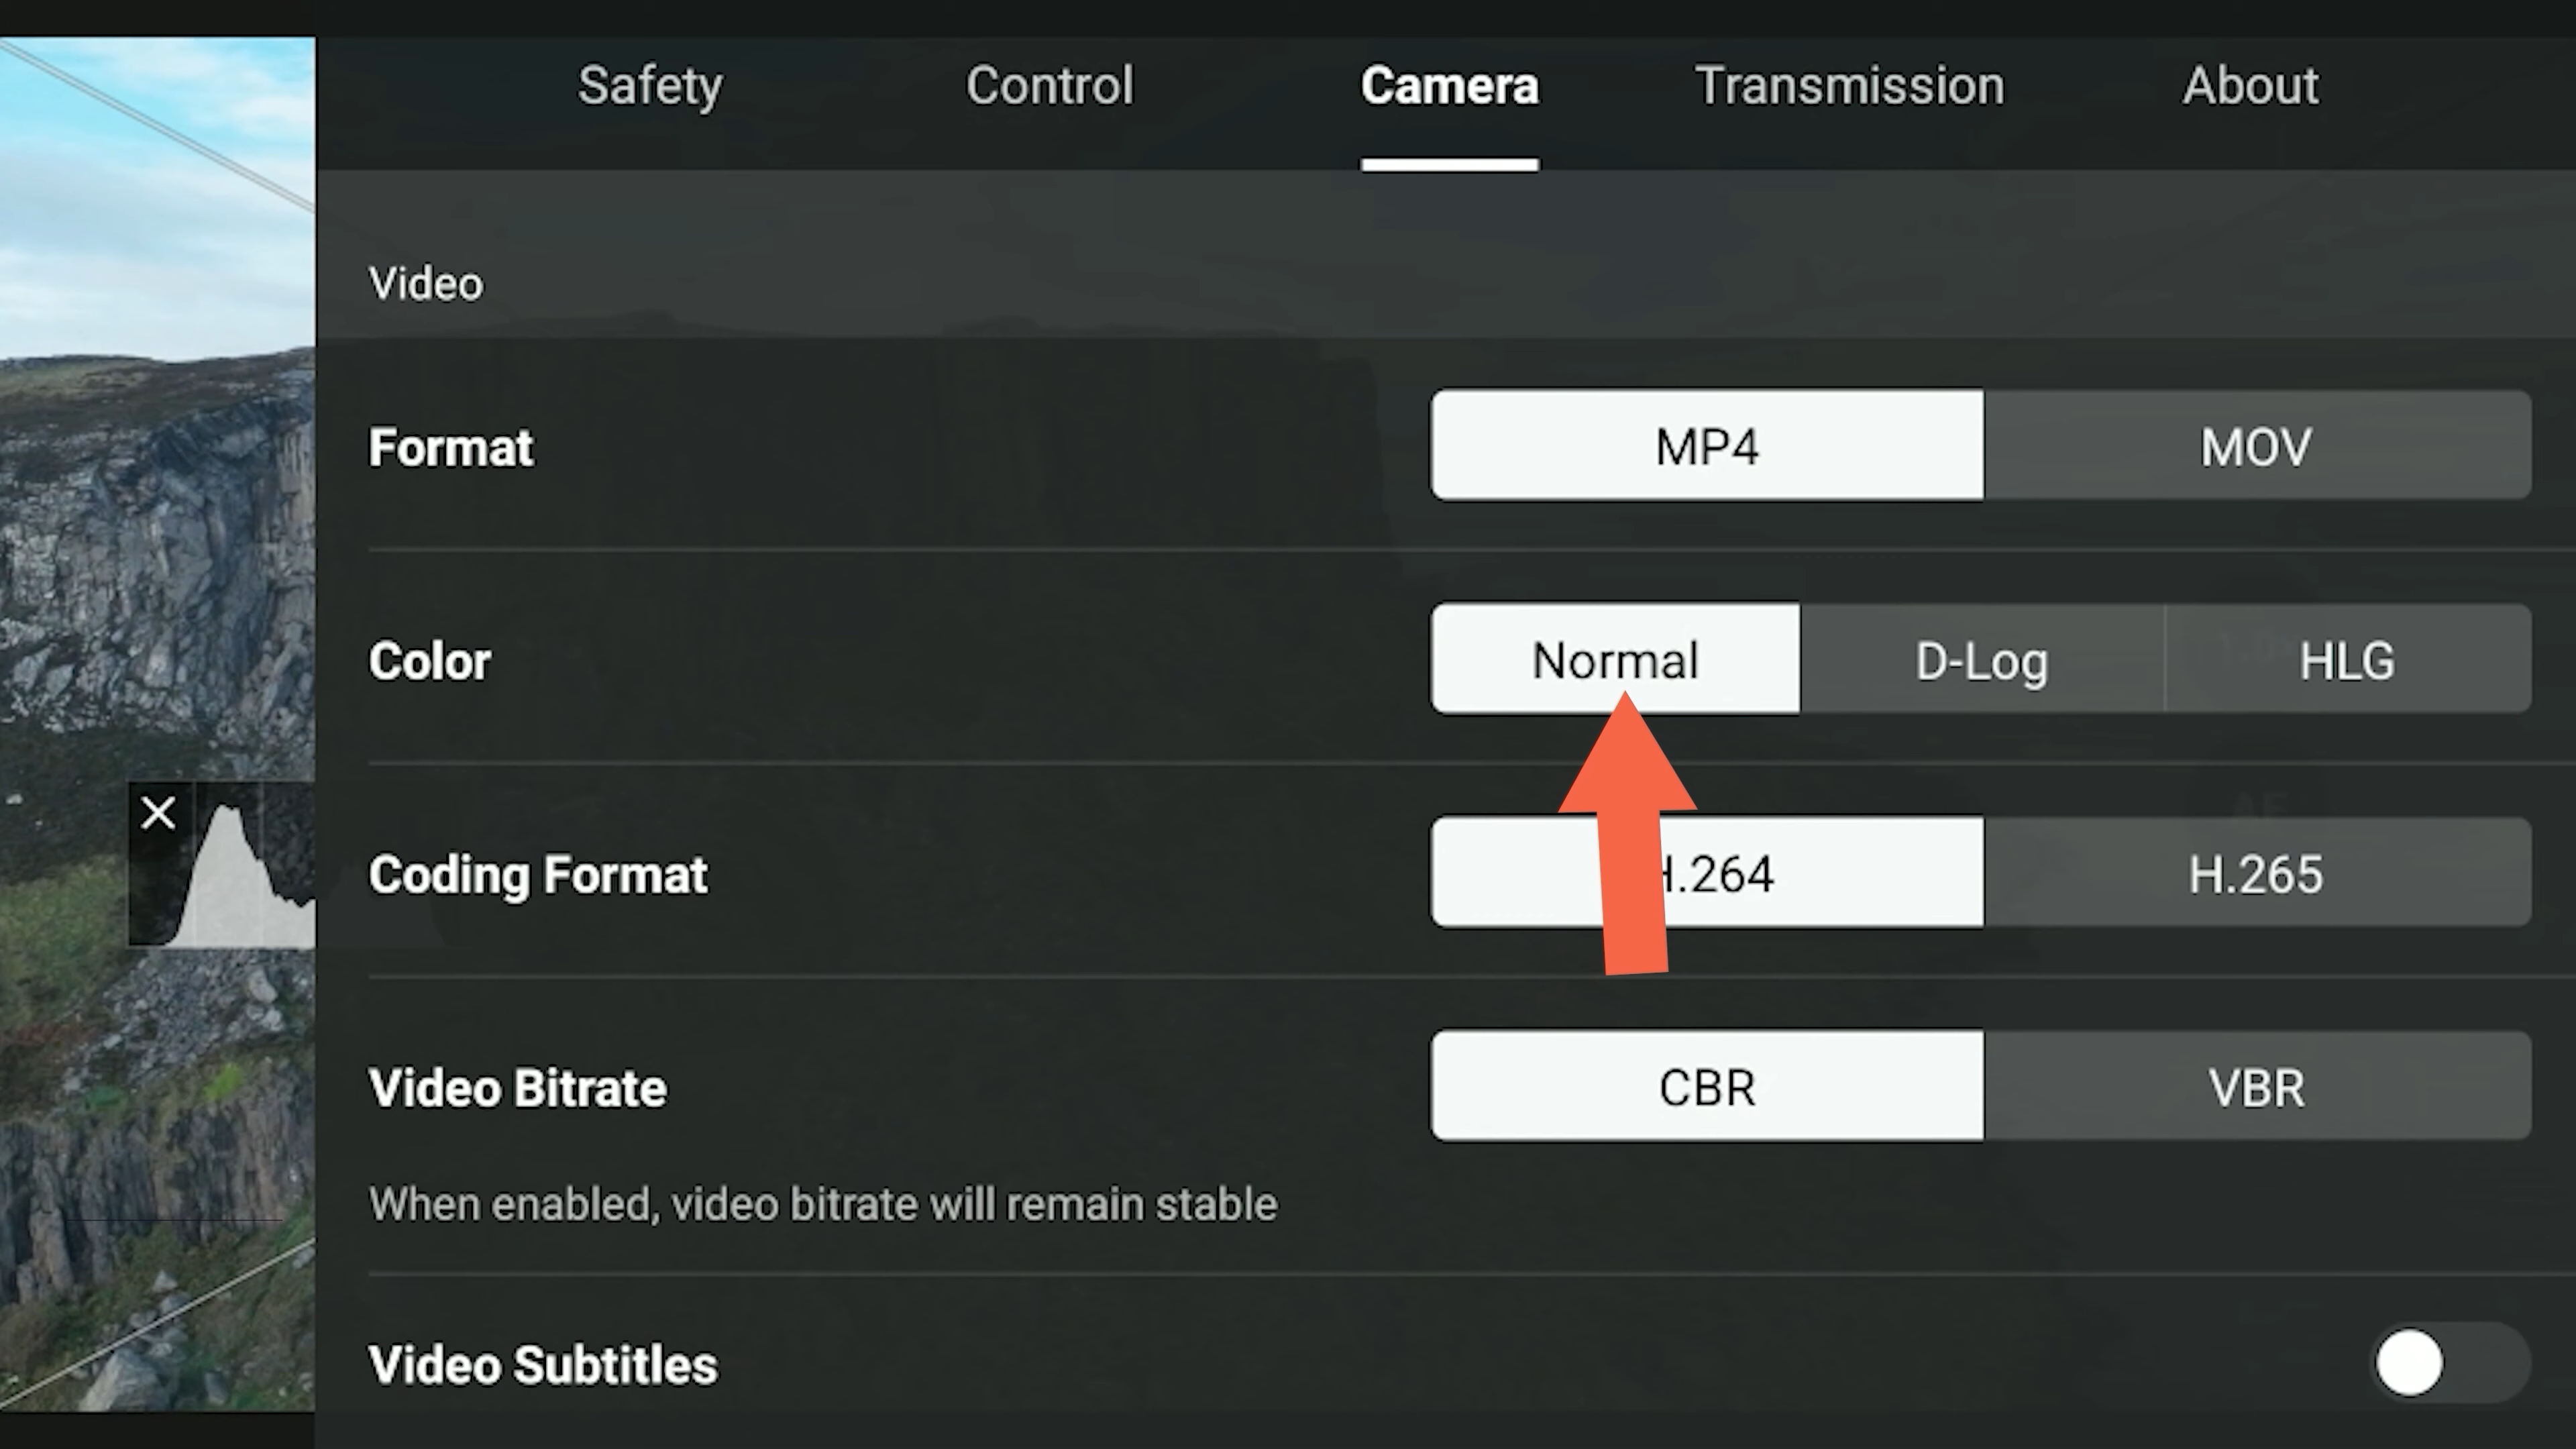 Safety Control Camera Transmission About
Video
Format MP4 MOV
Color Normal D-Log HLG
Coding Format H.264 H.265
Video Bitrate CBR VBR
When enabled, video bitrate will remain stable
Video Subtitles